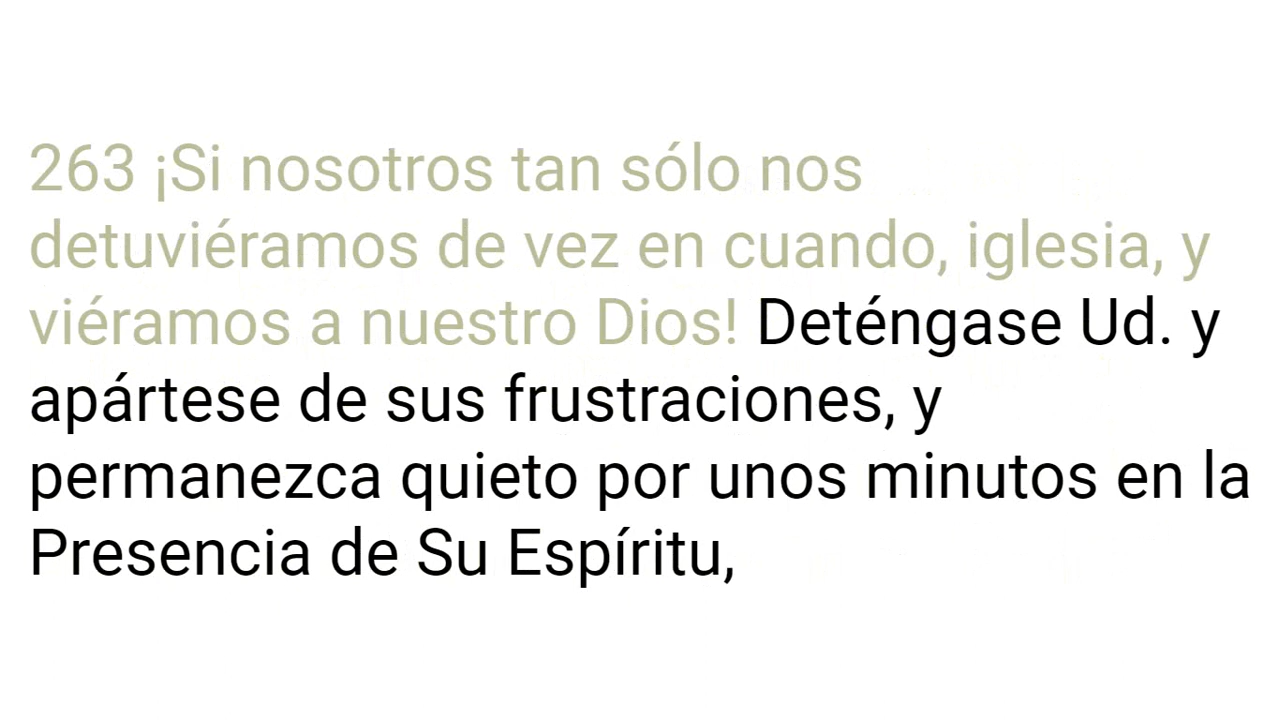 263 ¡Si nosotros tan sólo nos
detuviéramos de vez en cuando, iglesia, y
viéramos a nuestro Dios! Deténgase Ud. y
apártese de sus frustraciones, y
permanezca quieto por unos minutos en la
Presencia de Su Espíritu,